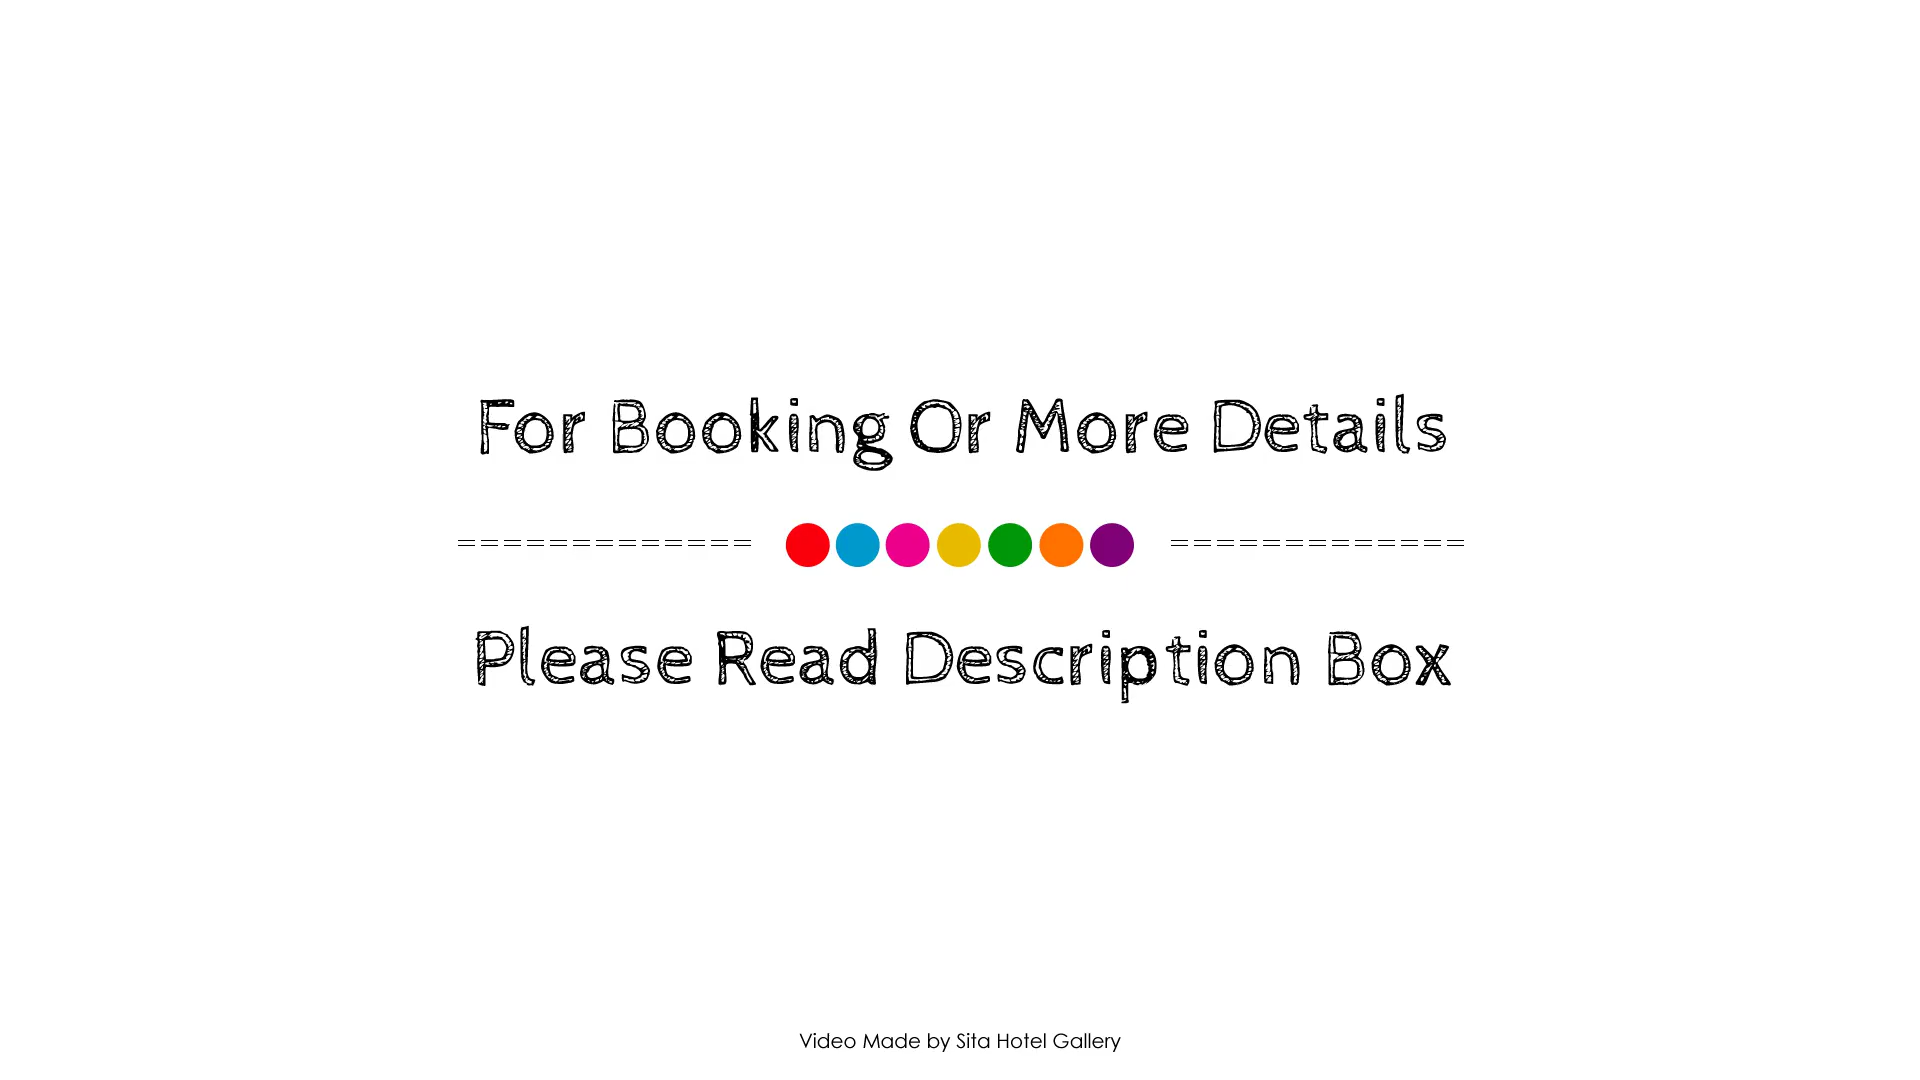 For Booking Or More Details
============= =============
Please Read Description Box
Video Made by Sita Hotel Gallery